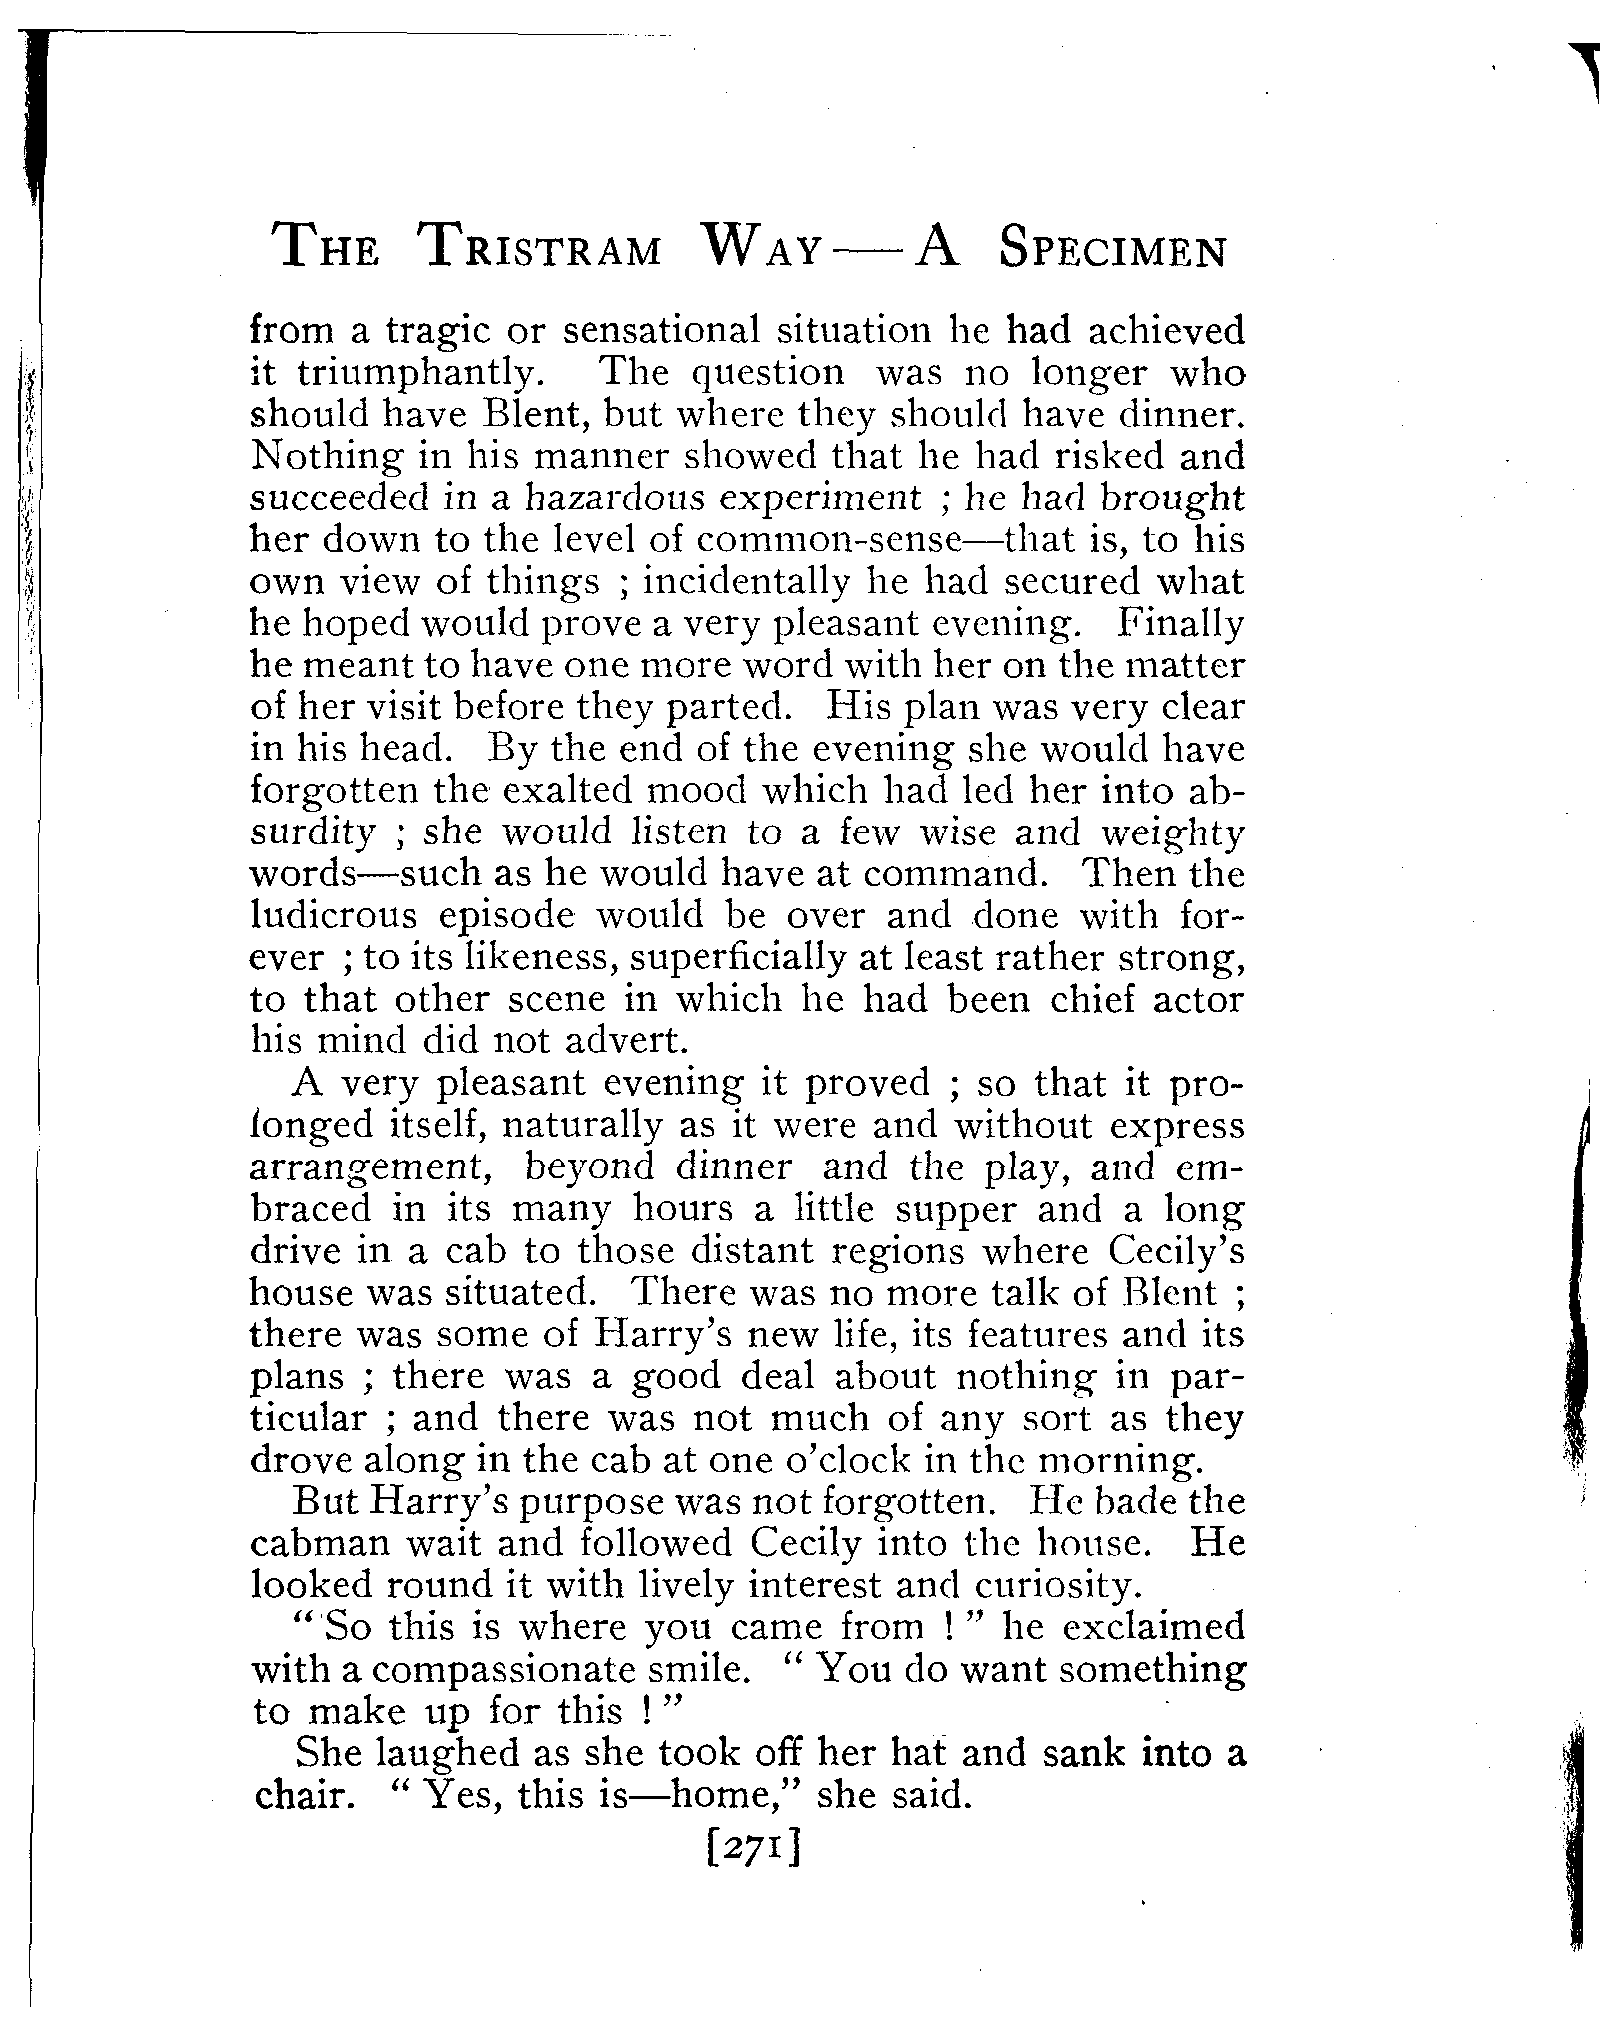 The Tristram Way—A Specimen
from a tragic or sensational situation he had achieved
it triumphantly. The question was no longer who
should have Blent, but where they should have dinner.
Nothing in his manner showed that he had risked and
succeeded in a hazardous experiment ; he had brought
her down to the level of common-sense—that is, to his
own view of things ; incidentally he had secured what
he hoped would prove a very pleasant evening. Finally
he meant to have one more word with her on the matter
of her visit before they parted. His plan was very clear
in his head. By the end of the evening she would have
forgotten the exalted mood which had led her into ab-
surdity ; she would listen to a few wise and weighty
words—such as he would have at command. Then the
ludicrous episode would be over and done with for-
ever ; to its likeness, superficially at least rather strong,
to that other scene in which he had been chief actor
his mind did not advert.
A very pleasant evening it proved ; so that it pro-
longed itself, naturally as it were and without express
arrangement, beyond dinner and the play, and em-
braced in its many hours a little supper and a long
drive in a cab to those distant regions where Cecily's
house was situated. There was no more talk of Blent ;
there was some of Harry's new life, its features and its
plans ; there was a good deal about nothing in par-
ticular ; and there was not much of any sort as they
drove along in the cab at one o'clock in the morning.
But Harry's purpose was not forgotten. He bade the
cabman wait and followed Cecily into the house. He
looked round it with lively interest and curiosity.
" So this is where you came from ! " he exclaimed
with a compassionate smile. " You do want something
to make up for this ! "
She laughed as she took off her hat and sank into a
chair. " Yes, this is—home," she said.
[271]